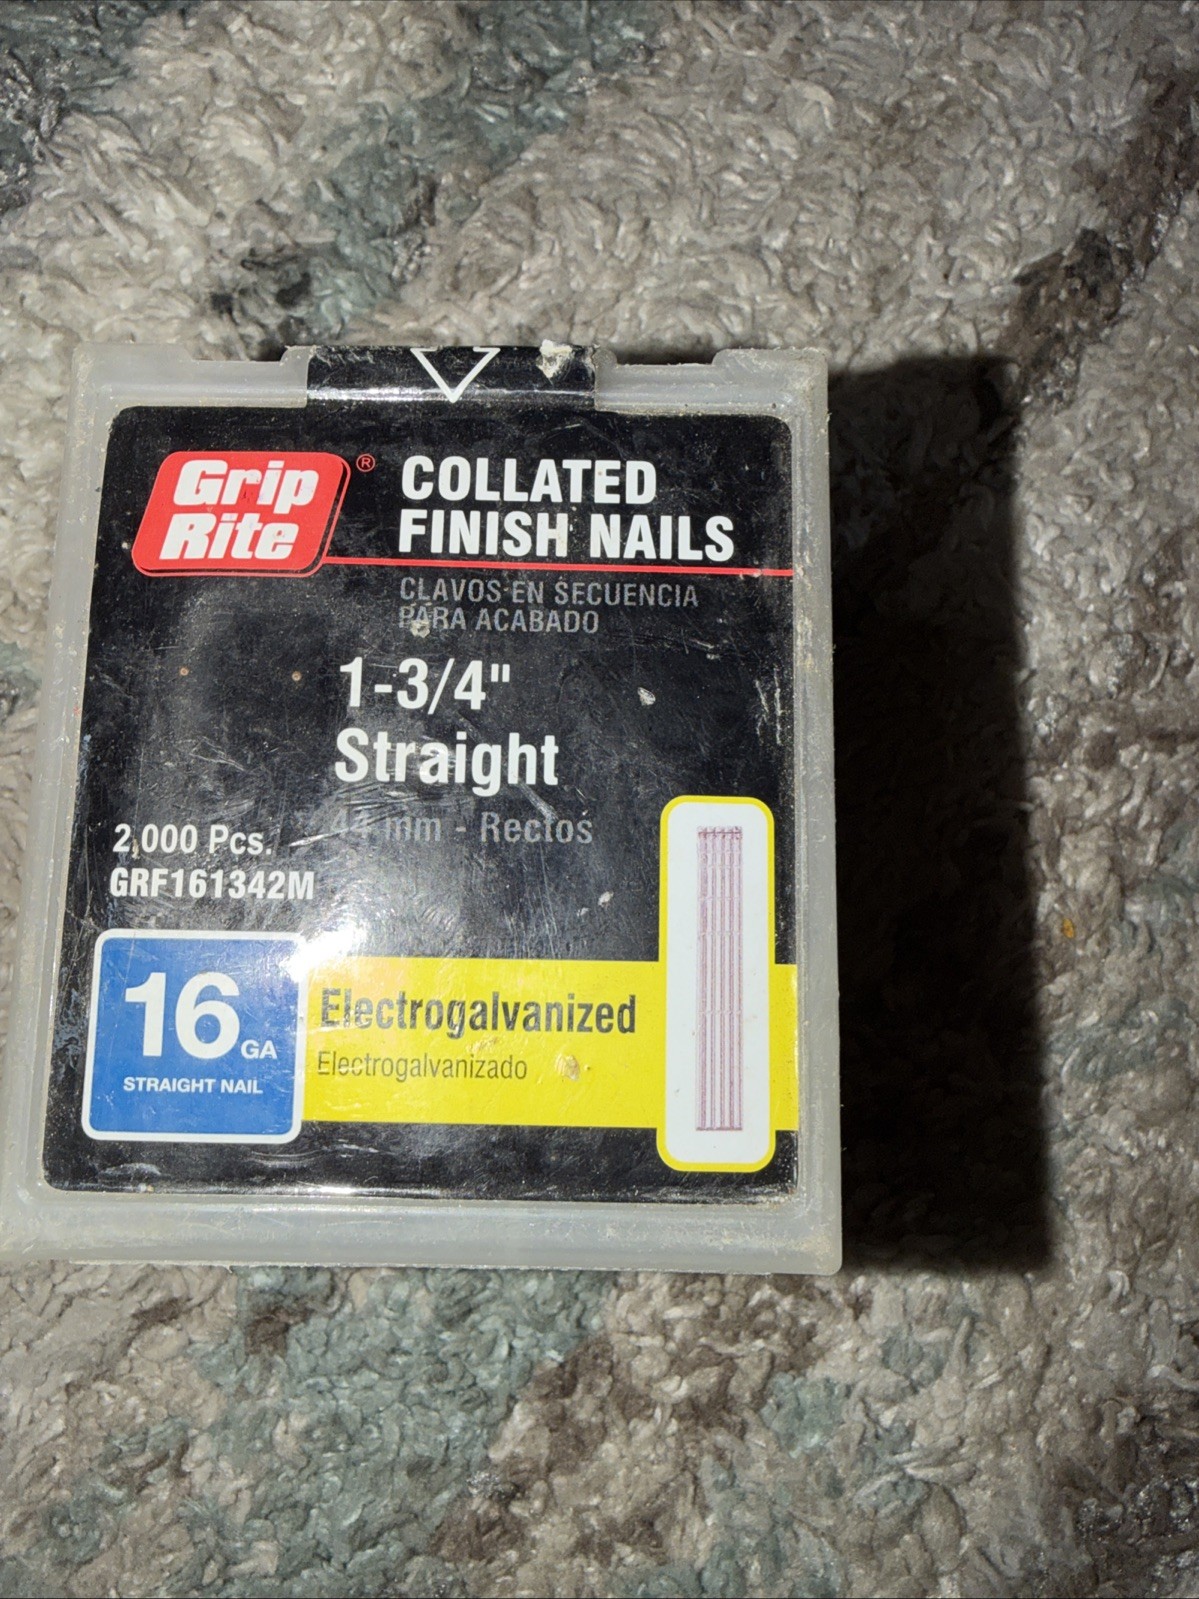 Grip
Rite®
COLLATED
FINISH NAILS
CLAVOS EN SECUENCIA
PARA ACABADO
1-3/4"
Straight
44 mm - Rectos
2,000 Pcs.
GRF161342M
16 GA
STRAIGHT NAIL
Electrogalvanized
Electrogalvanizado